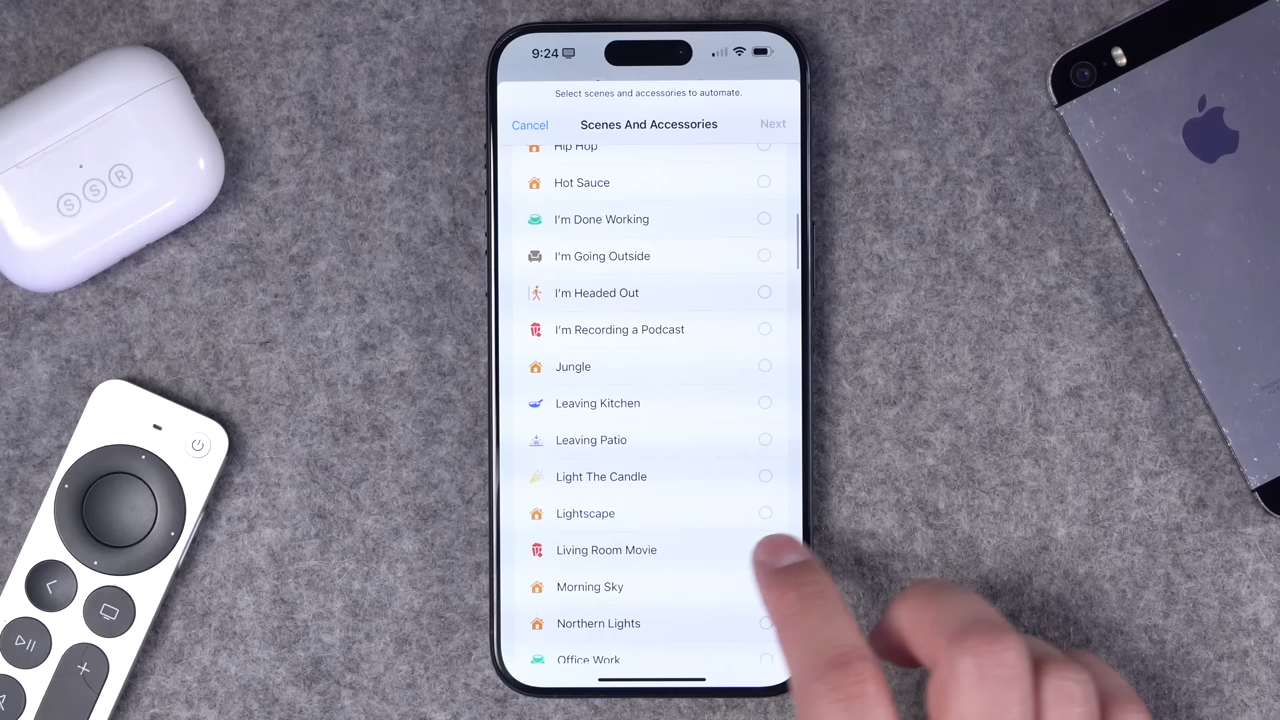 9:24
Select scenes and accessories to automate.
Cancel
Scenes And Accessories
Next
Hip Hop
Hot Sauce
I'm Done Working
I'm Going Outside
I'm Headed Out
I'm Recording a Podcast
Jungle
Leaving Kitchen
Leaving Patio
Light The Candle
Lightscape
Living Room Movie
Morning Sky
Northern Lights
Office Work
S S R